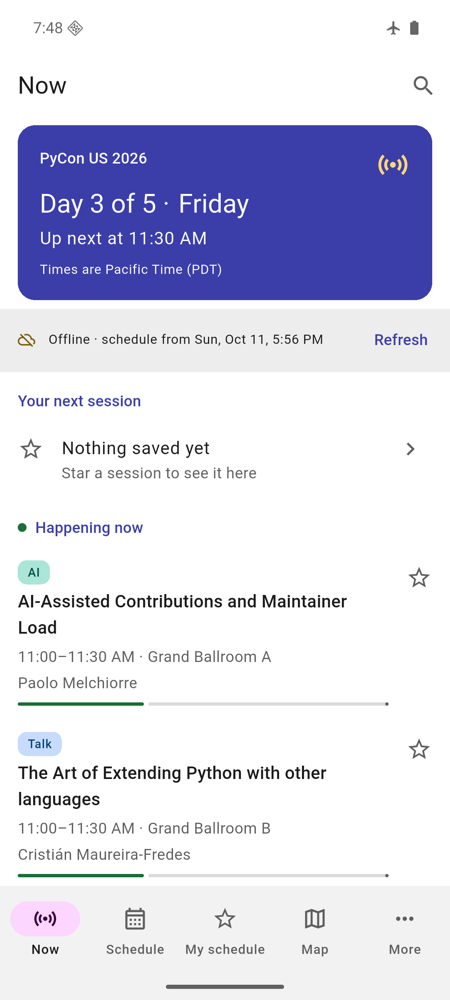 7:48
Now
PyCon US 2026
Day 3 of 5 · Friday
Up next at 11:30 AM
Times are Pacific Time (PDT)
Offline · schedule from Sun, Oct 11, 5:56 PM
Refresh
Your next session
Nothing saved yet
Star a session to see it here
Happening now
AI
AI-Assisted Contributions and Maintainer
Load
11:00–11:30 AM · Grand Ballroom A
Paolo Melchiorre
Talk
The Art of Extending Python with other
languages
11:00–11:30 AM · Grand Ballroom B
Cristián Maureira-Fredes
Now
Schedule
My schedule
Map
More